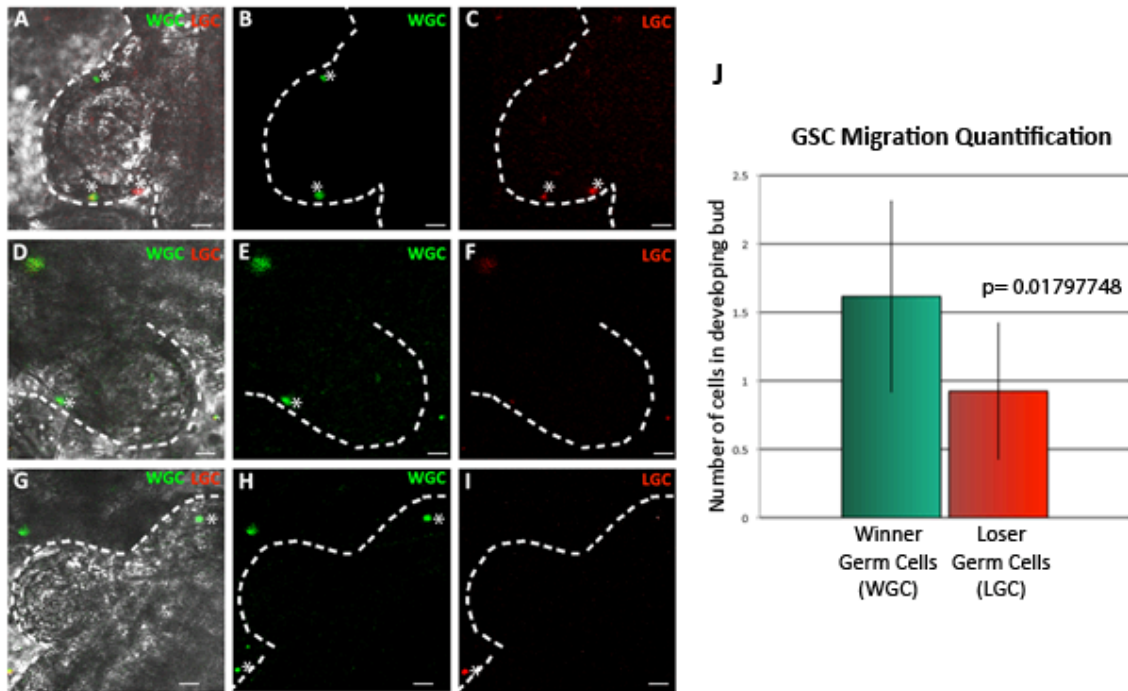 A WGC LGC
B WGC
C LGC
D WGC LGC
E WGC
F LGC
G WGC LGC
H WGC
I LGC
J
GSC Migration Quantification
Number of cells in developing bud
2.5
2
1.5
1
0.5
0
p= 0.01797748
Winner
Germ Cells
(WGC)
Loser
Germ Cells
(LGC)